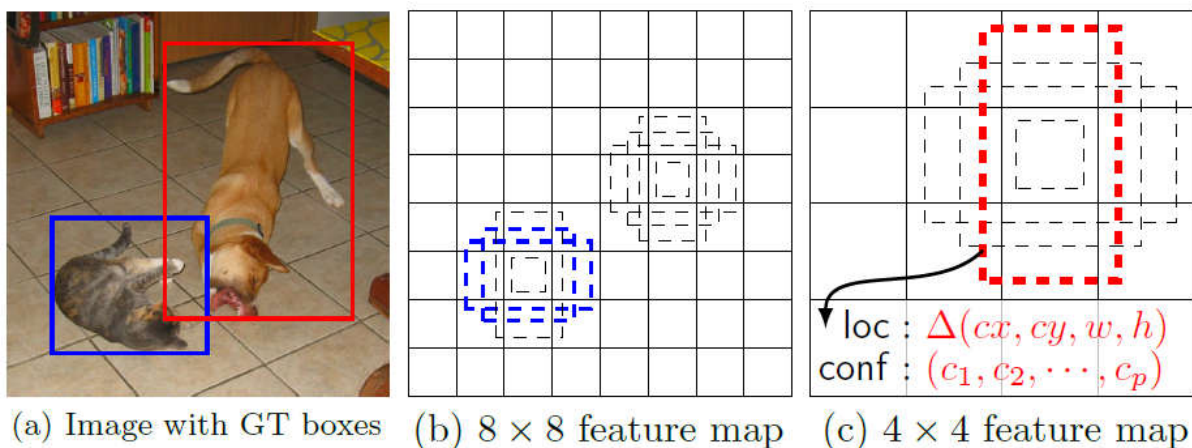 loc : Δ(cx, cy, w, h)
conf : (c₁, c₂, ⋯, cₚ)
(a) Image with GT boxes
(b) 8 × 8 feature map
(c) 4 × 4 feature map